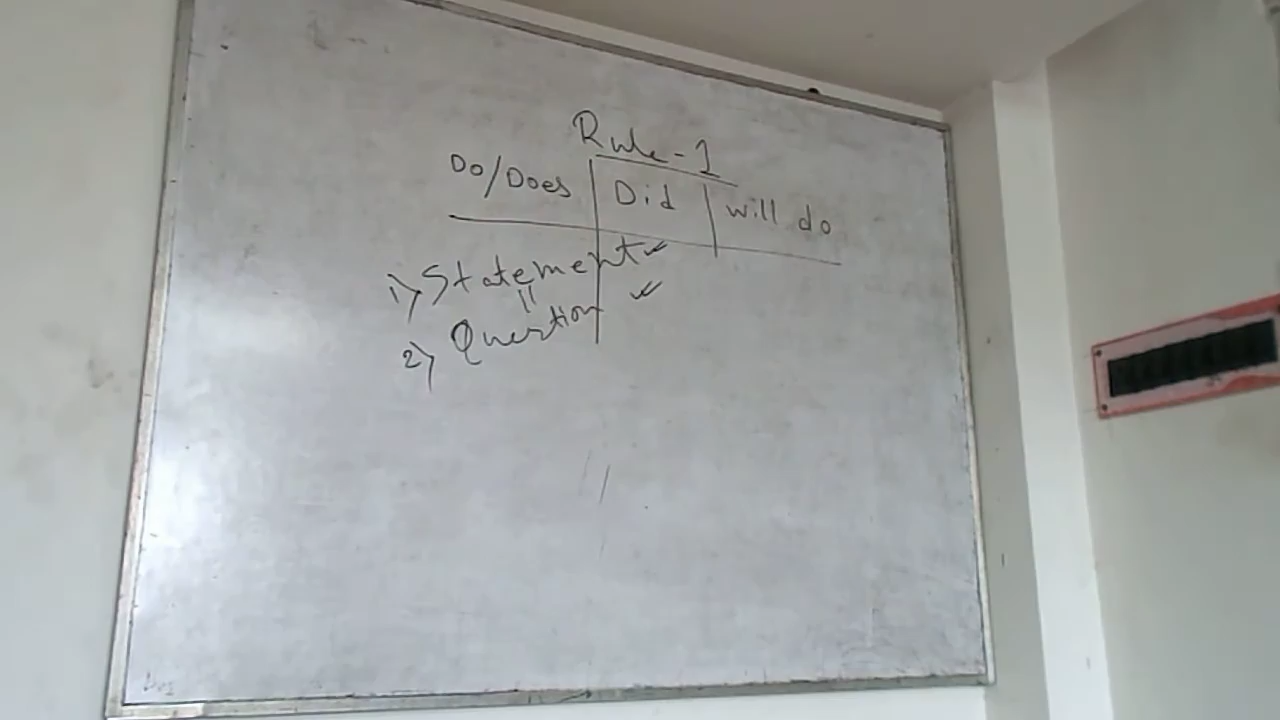 Rule-1
Do/Does | Did | will do
1) Statement ✓
"
2) Question ✓